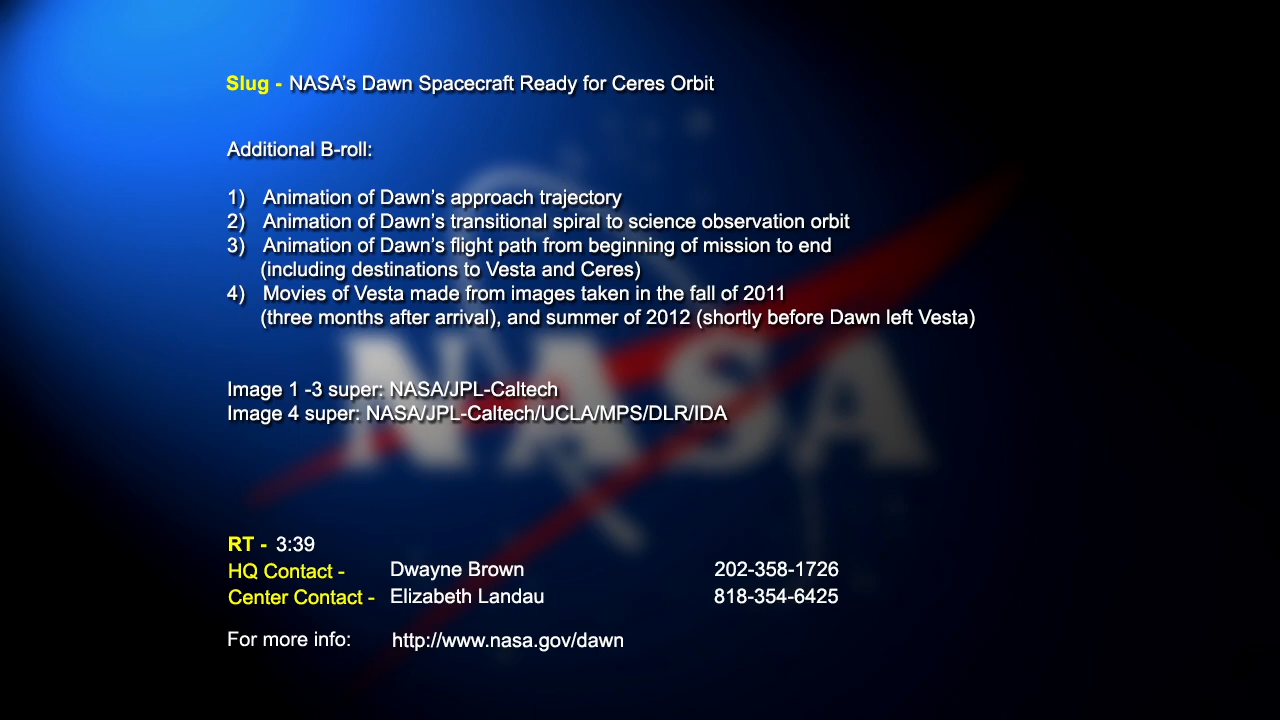 Slug - NASA’s Dawn Spacecraft Ready for Ceres Orbit
Additional B-roll:
1) Animation of Dawn’s approach trajectory
2) Animation of Dawn’s transitional spiral to science observation orbit
3) Animation of Dawn’s flight path from beginning of mission to end
(including destinations to Vesta and Ceres)
4) Movies of Vesta made from images taken in the fall of 2011
(three months after arrival), and summer of 2012 (shortly before Dawn left Vesta)
NASA
Image 1 -3 super: NASA/JPL-Caltech
Image 4 super: NASA/JPL-Caltech/UCLA/MPS/DLR/IDA
RT - 3:39
HQ Contact - Dwayne Brown 202-358-1726
Center Contact - Elizabeth Landau 818-354-6425
For more info: http://www.nasa.gov/dawn